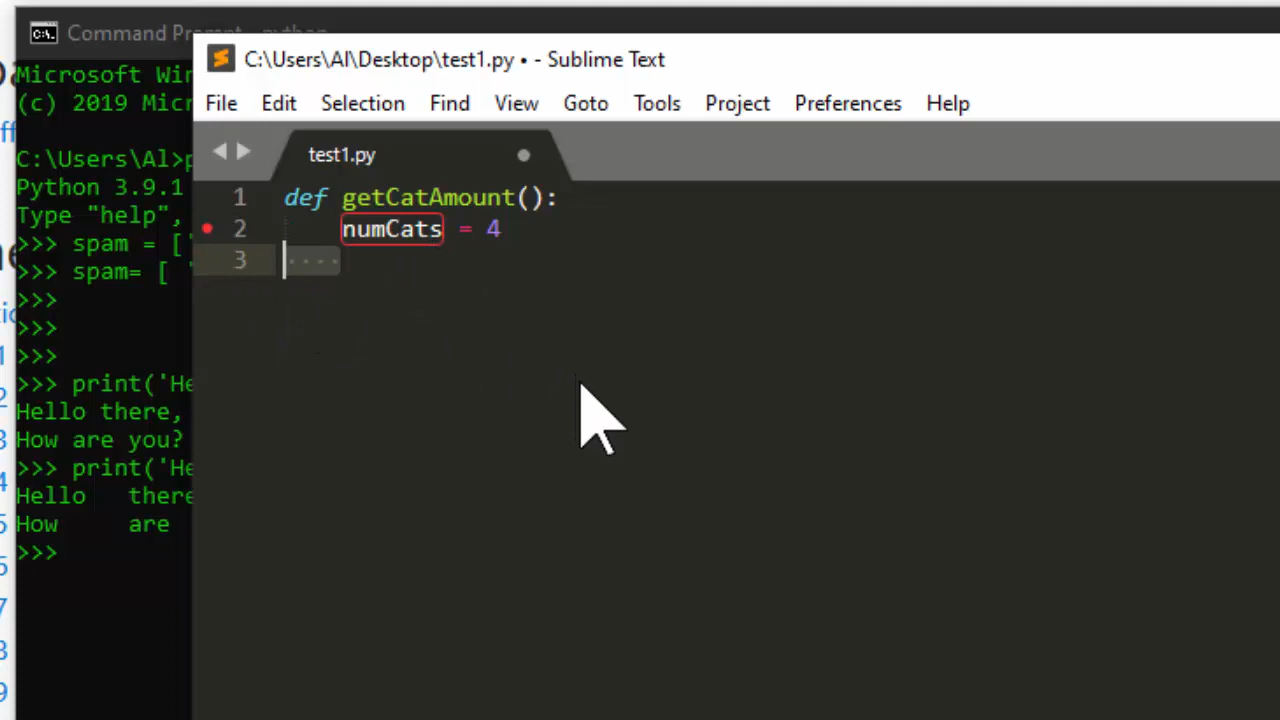 Command Pr
Microsoft Wi
(c) 2019 Micr
C:\Users\Al>
Python 3.9.1
Type "help",
>>> spam = [
>>> spam= [
>>>
>>>
>>>
>>> print('He
Hello there,
How are you?
>>> print('He
Hello there
How are
>>>
C:\Users\Al\Desktop\test1.py • - Sublime Text
File Edit Selection Find View Goto Tools Project Preferences Help
test1.py
1 def getCatAmount():
2 numCats = 4
3